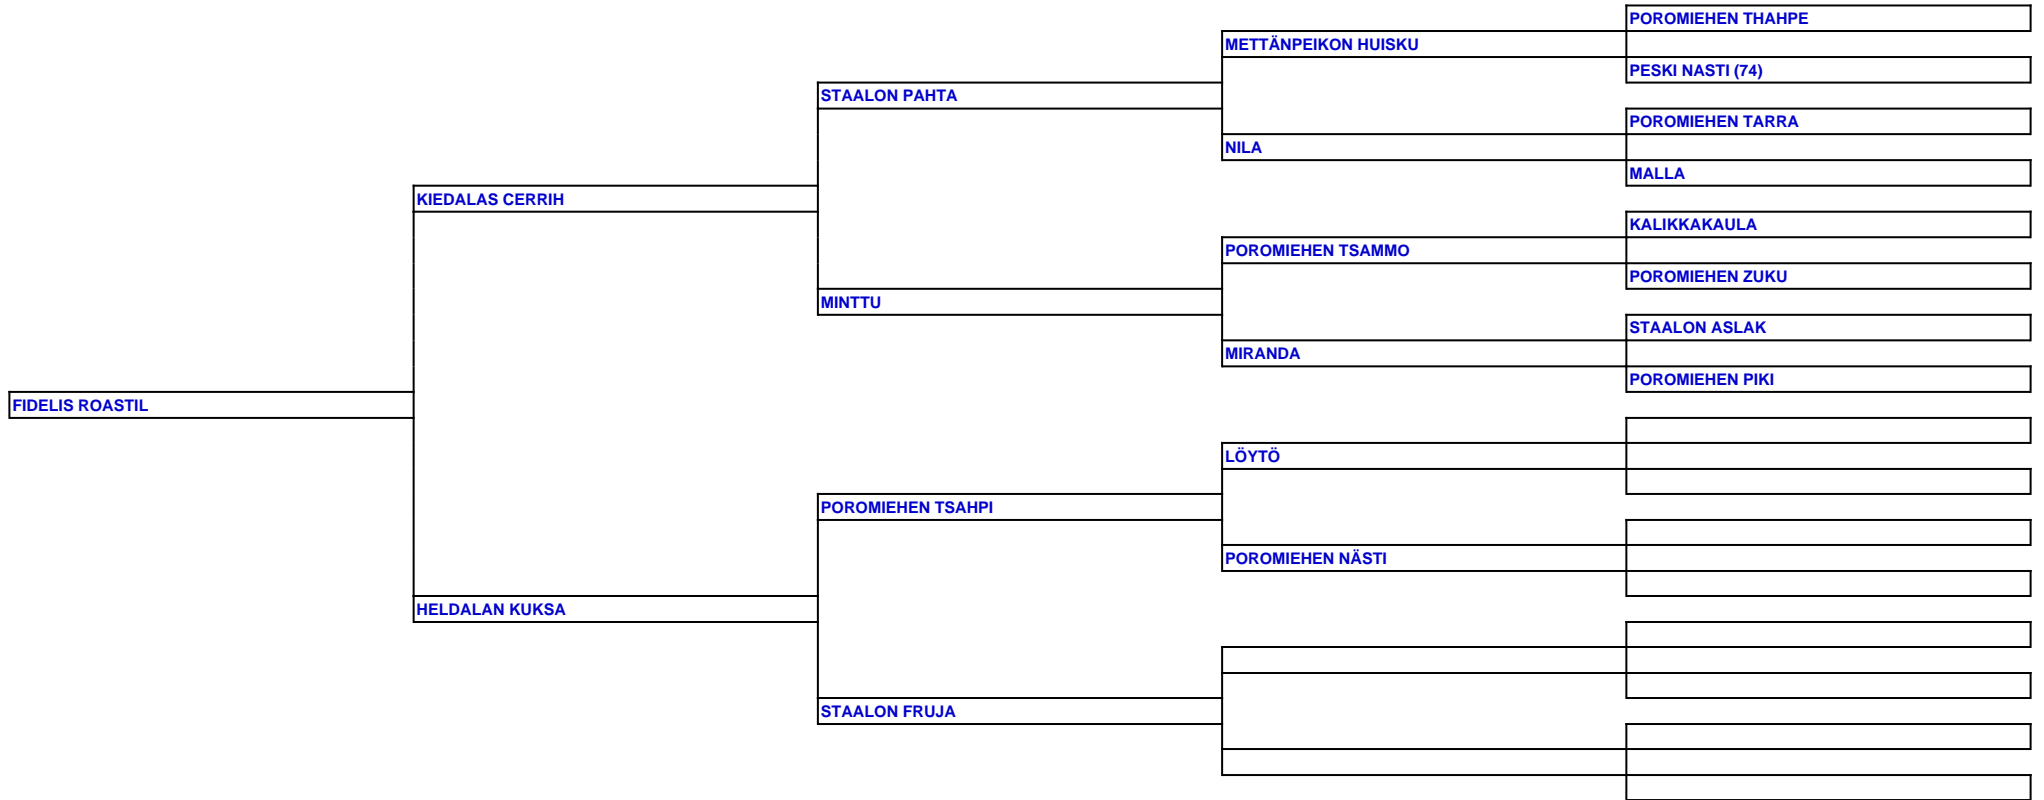 POROMIEHEN THAHPE
METTÄNPEIKON HUISKU
PESKI NASTI (74)
STAALON PAHTA
POROMIEHEN TARRA
NILA
MALLA
KIEDALAS CERRIH
KALIKKAKAULA
POROMIEHEN TSAMMO
POROMIEHEN ZUKU
MINTTU
STAALON ASLAK
MIRANDA
POROMIEHEN PIKI
FIDELIS ROASTIL
LÖYTÖ
POROMIEHEN TSAHPI
POROMIEHEN NÄSTI
HELDALAN KUKSA
STAALON FRUJA